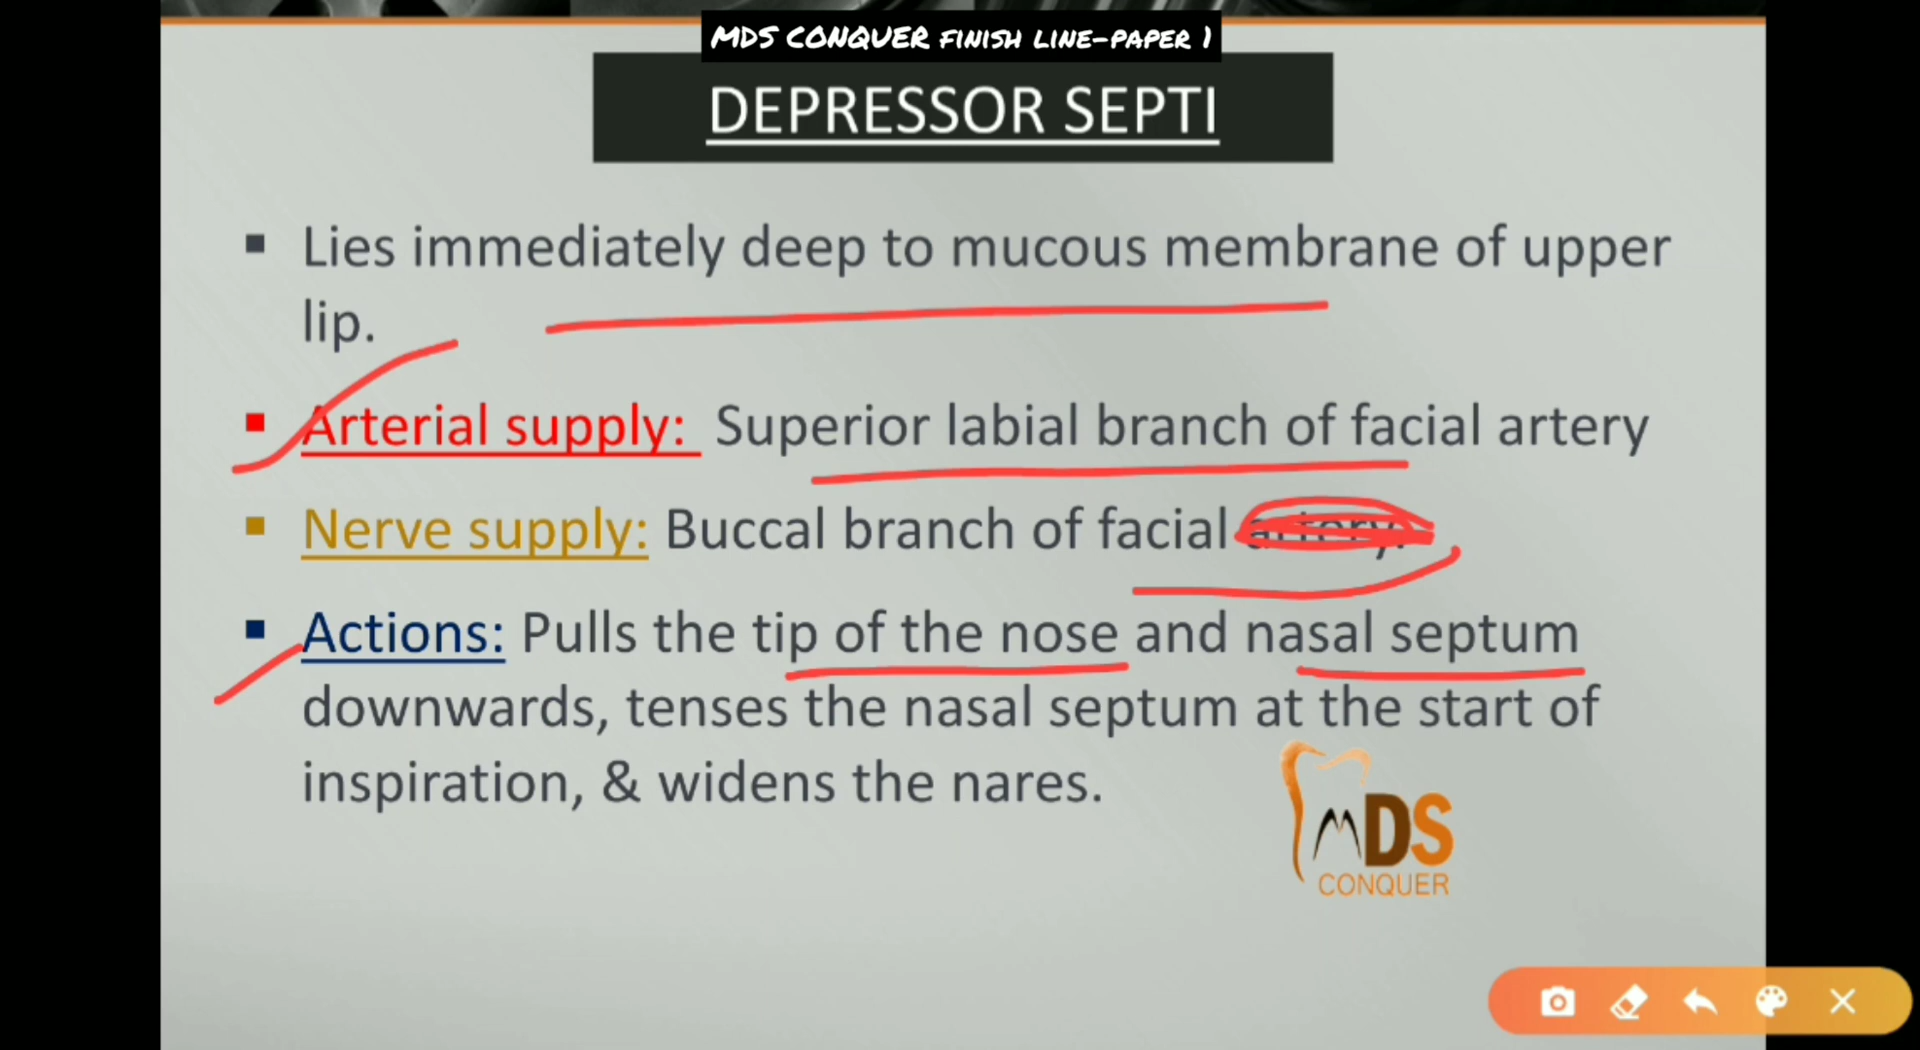 MDS CONQUER FINISH LINE-PAPER 1
DEPRESSOR SEPTI
Lies immediately deep to mucous membrane of upper
lip.
Arterial supply: Superior labial branch of facial artery
Nerve supply: Buccal branch of facial artery.
Actions: Pulls the tip of the nose and nasal septum
downwards, tenses the nasal septum at the start of
inspiration, & widens the nares.
MDS
CONQUER